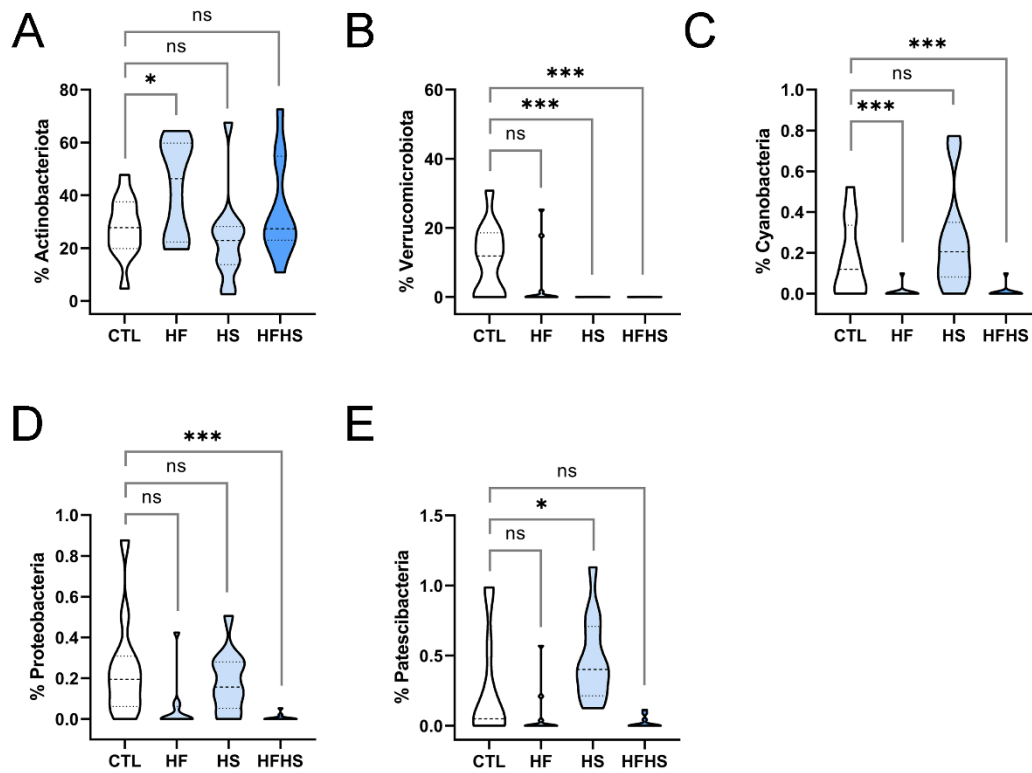 A
ns
ns
*
% Actinobacteriota
80
60
40
20
0
CTL HF HS HFHS
B
***
***
ns
% Verrucomicrobiota
60
40
20
0
CTL HF HS HFHS
C
***
ns
***
% Cyanobacteria
1.0
0.8
0.6
0.4
0.2
0.0
CTL HF HS HFHS
D
***
ns
ns
% Proteobacteria
1.0
0.8
0.6
0.4
0.2
0.0
CTL HF HS HFHS
E
ns
*
ns
% Patescibacteria
1.5
1.0
0.5
0.0
CTL HF HS HFHS